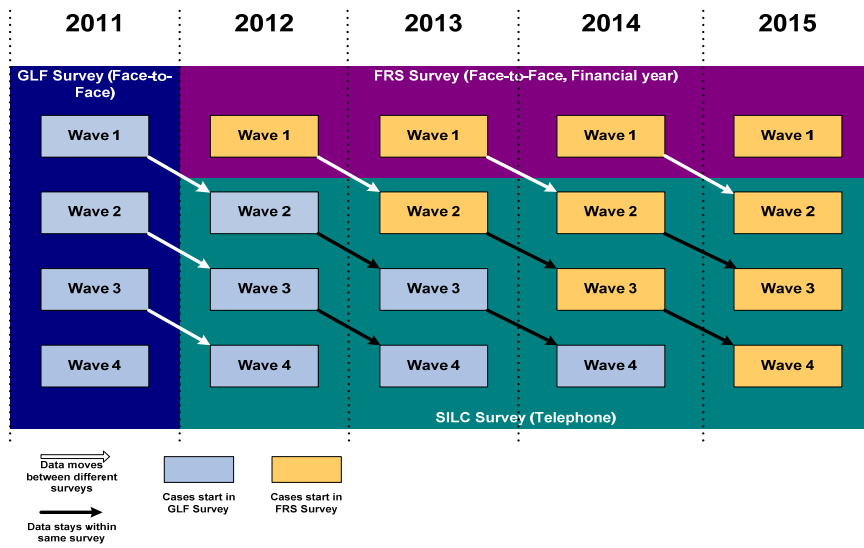 2011 2012 2013 2014 2015
GLF Survey (Face-to-
Face)
FRS Survey (Face-to-Face, Financial year)
Wave 1 Wave 1 Wave 1 Wave 1 Wave 1
Wave 2 Wave 2 Wave 2 Wave 2 Wave 2
Wave 3 Wave 3 Wave 3 Wave 3 Wave 3
Wave 4 Wave 4 Wave 4 Wave 4 Wave 4
SILC Survey (Telephone)
Data moves
between different
surveys
Data stays within
same survey
Cases start in
GLF Survey
Cases start in
FRS Survey